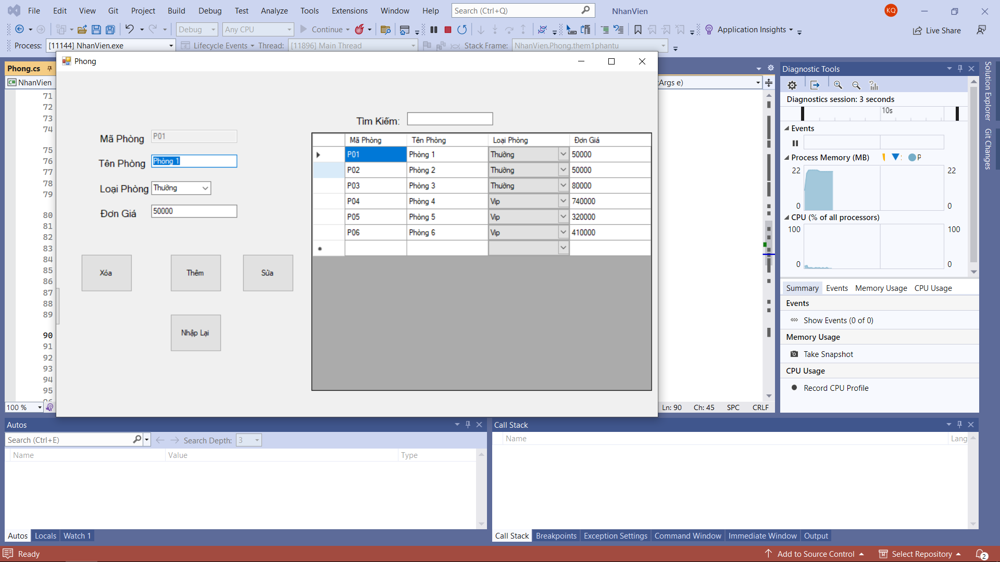 File Edit View Git Project Build Debug Test Analyze Tools Extensions Window Help Search (Ctrl+Q) NhanVien KQ
Debug Any CPU Continue Application Insights Live Share
Process: [11144] NhanVien.exe Lifecycle Events Thread: [11896] Main Thread Stack Frame: NhanVien.Phong.them1phantu
Phong.cs
NhanVien
Args e)
71
72
73
74
75
76
77
78
79
80
81
82
83
84
85
86
87
88
89
90
91
92
93
94
95
100 %
Ln: 90 Ch: 45 SPC CRLF
Phong
Tìm Kiếm:
Mã Phòng P01
Tên Phòng Phòng 1
Loại Phòng Thường
Đơn Giá 50000
Xóa Thêm Sửa
Nhập Lại
Mã Phòng Tên Phòng Loại Phòng Đơn Giá
P01 Phòng 1 Thường 50000
P02 Phòng 2 Thường 50000
P03 Phòng 3 Thường 80000
P04 Phòng 4 Vip 740000
P05 Phòng 5 Vip 320000
P06 Phòng 6 Vip 410000
Diagnostic Tools
Diagnostics session: 3 seconds
10s
Events
Process Memory (MB) P
22 22
0 0
CPU (% of all processors)
100 100
0 0
Summary Events Memory Usage CPU Usage
Events
Show Events (0 of 0)
Memory Usage
Take Snapshot
CPU Usage
Record CPU Profile
Solution Explorer
Git Changes
Autos
Search (Ctrl+E) Search Depth: 3
Name Value Type
Autos Locals Watch 1
Call Stack
Name Lang
Call Stack Breakpoints Exception Settings Command Window Immediate Window Output
Ready Add to Source Control Select Repository 2